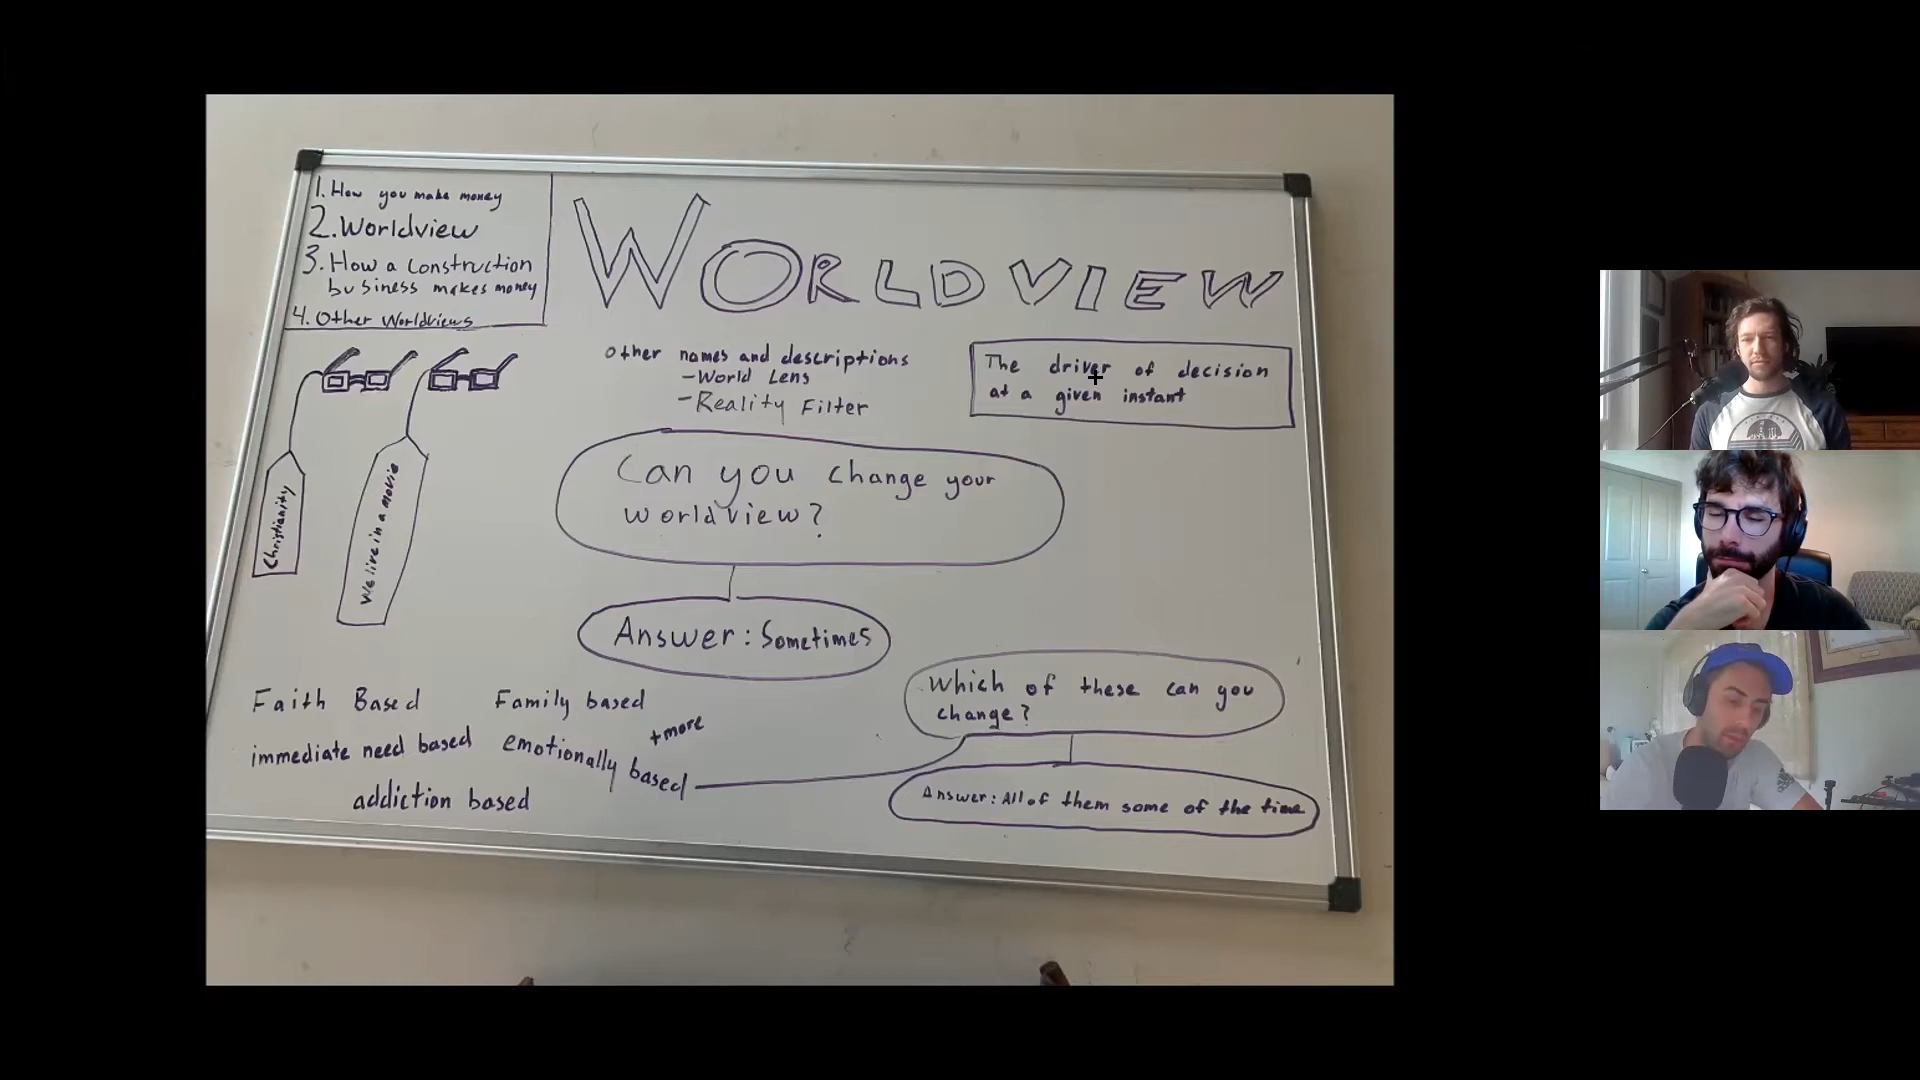 1. How you make money
2. Worldview
3. How a construction
business makes money
4. Other Worldviews
WORLDVIEW
Other names and descriptions
- World Lens
- Reality Filter
The driver of decision
at a given instant
Christianity
We live in a movie
Can you change your
worldview?
Answer: Sometimes
Faith Based
Family based
immediate need based
emotionally based
+more
addiction based
Which of these can you
change?
Answer: All of them some of the time